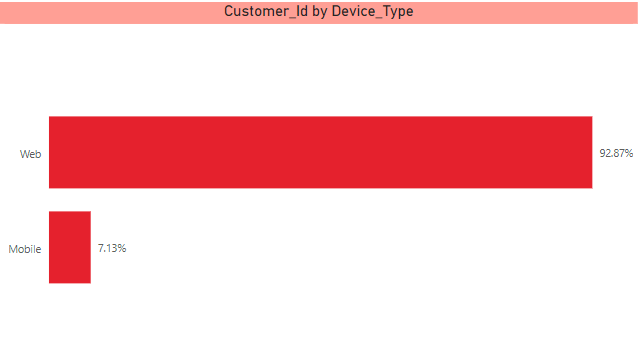 Customer_Id by Device_Type
Web 92.87%
Mobile 7.13%